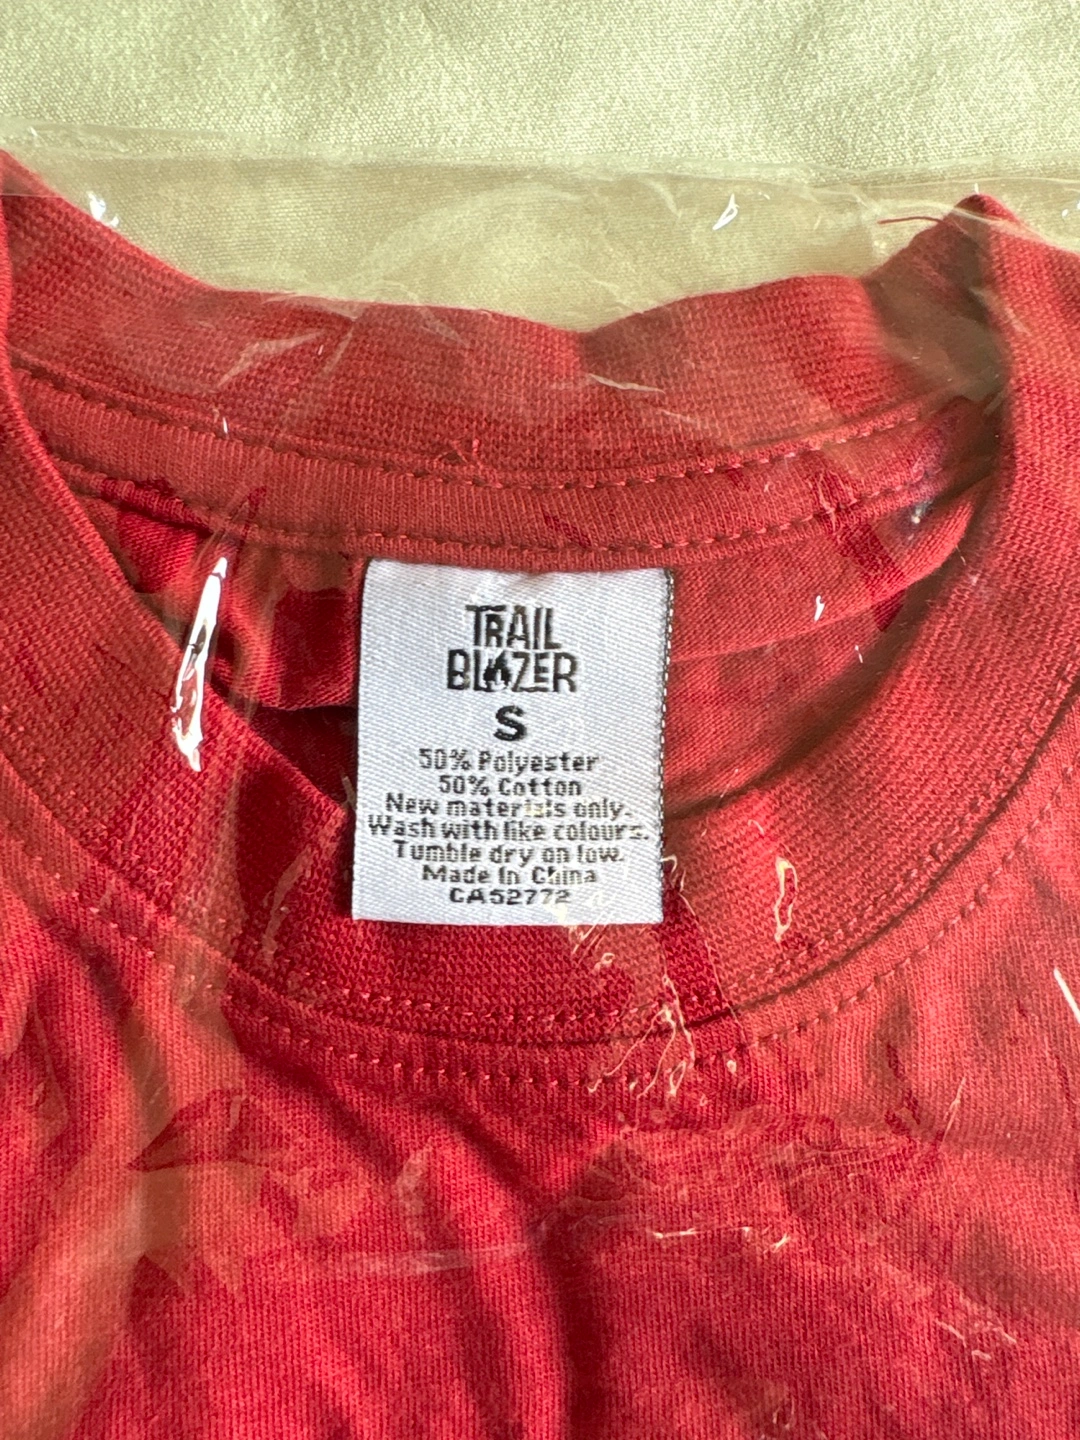 TRAIL
BLAZER
S
50% Polyester
50% Cotton
New materials only.
Wash with like colours.
Tumble dry on low.
Made in China
CA52772